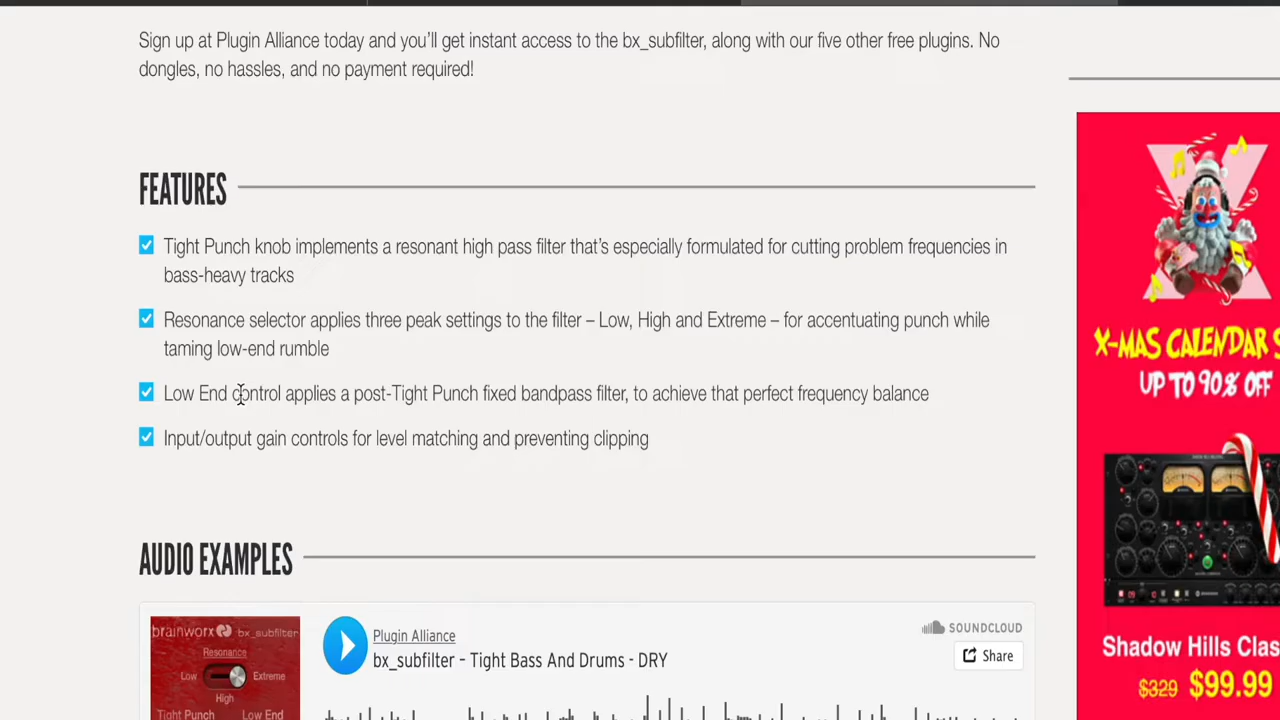 Sign up at Plugin Alliance today and you'll get instant access to the bx_subfilter, along with our five other free plugins. No
dongles, no hassles, and no payment required!
FEATURES
Tight Punch knob implements a resonant high pass filter that's especially formulated for cutting problem frequencies in
bass-heavy tracks
Resonance selector applies three peak settings to the filter – Low, High and Extreme – for accentuating punch while
taming low-end rumble
Low End control applies a post-Tight Punch fixed bandpass filter, to achieve that perfect frequency balance
Input/output gain controls for level matching and preventing clipping
AUDIO EXAMPLES
brainworx bx_subfilter
Resonance
Low Extreme
High
Tight Punch Low End
Plugin Alliance
bx_subfilter - Tight Bass And Drums - DRY
SOUNDCLOUD
Share
X-MAS CALENDAR S
UP TO 90% OFF
Shadow Hills Clas
$329 $99.99